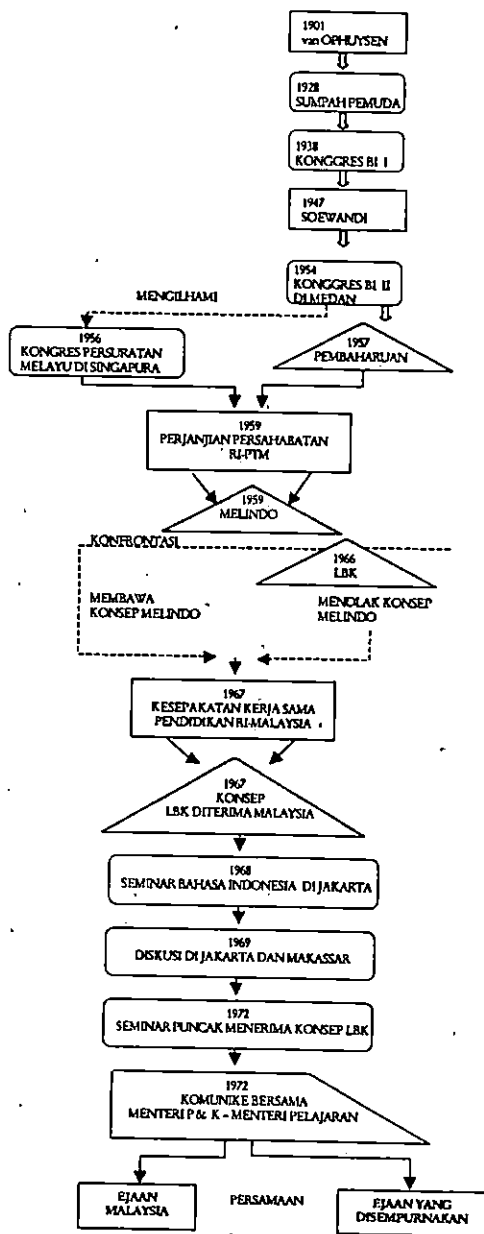 1901
van OPHUYSEN
1928
SUMPAH PEMUDA
1938
KONGGRES BI I
1947
SOEWANDI
1954
KONGGRES BI II
DI MEDAN
MENGILHAMI
1956
KONGRES PERSURATAN
MELAYU DI SINGAPURA
1957
PEMBAHARUAN
1959
PERJANJIAN PERSAHABATAN
RI-PTM
1959
MELINDO
KONFRONTASI
1966
LBK
MEMBAWA
KONSEP MELINDO
MENOLAK KONSEP
MELINDO
1967
KESEPAKATAN KERJA SAMA
PENDIDIKAN RI-MALAYSIA
1967
KONSEP
LBK DITERIMA MALAYSIA
1968
SEMINAR BAHASA INDONESIA DI JAKARTA
1969
DISKUSI DI JAKARTA DAN MAKASSAR
1972
SEMINAR PUNCAK MENERIMA KONSEP LBK
1972
KOMUNIKE BERSAMA
MENTERI P & K - MENTERI PELAJARAN
EJAAN
MALAYSIA
PERSAMAAN
EJAAN YANG
DISEMPURNAKAN